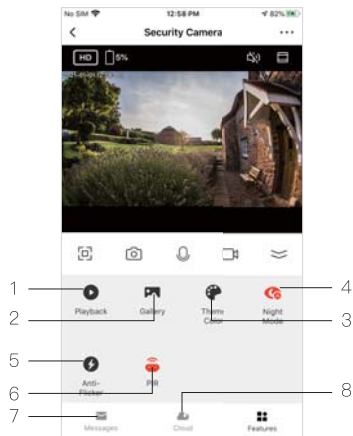 No SIM 12:58 PM 82%
Security Camera
HD 5%
1 Playback
2 Gallery
3 Theme Color
4 Night Mode
5 Anti-Flicker
6 PIR
7 Messages
8 Cloud
Features